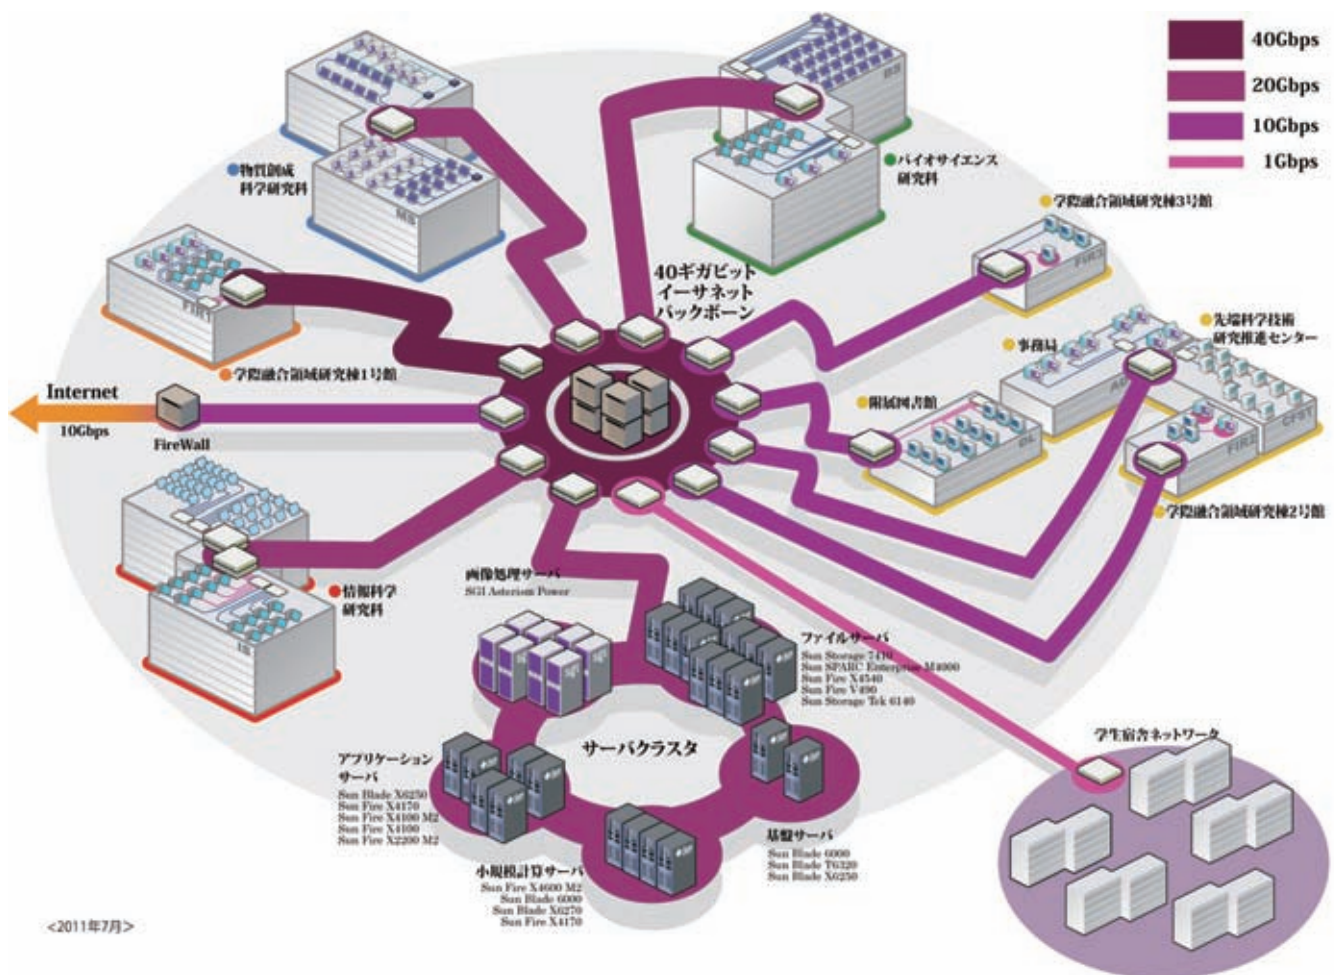 40Gbps
20Gbps
10Gbps
1Gbps
物質創成
科学研究科
MS
バイオサイエンス
研究科
BS
学際融合領域研究棟3号館
FIR3
40ギガビット
イーサネット
バックボーン
FIR1
学際融合領域研究棟1号館
事務局
先端科学技術
研究推進センター
附属図書館
DL
FIR2
学際融合領域研究棟2号館
Internet
10Gbps
FireWall
情報科学
研究科
IS
画像処理サーバ
SGI Asterism Power
ファイルサーバ
Sun Storage 7410
Sun SPARC Enterprise M4000
Sun Fire X4540
Sun Fire V490
Sun Storage Tek 6140
サーバクラスタ
アプリケーション
サーバ
Sun Blade X6250
Sun Fire X4170
Sun Fire X4100 M2
Sun Fire X4100
Sun Fire X2200 M2
小規模計算サーバ
Sun Fire X4600 M2
Sun Blade 6000
Sun Blade X6270
Sun Fire X4170
基盤サーバ
Sun Blade 6000
Sun Blade T6320
Sun Blade X6250
学生宿舎ネットワーク
<2011年7月>